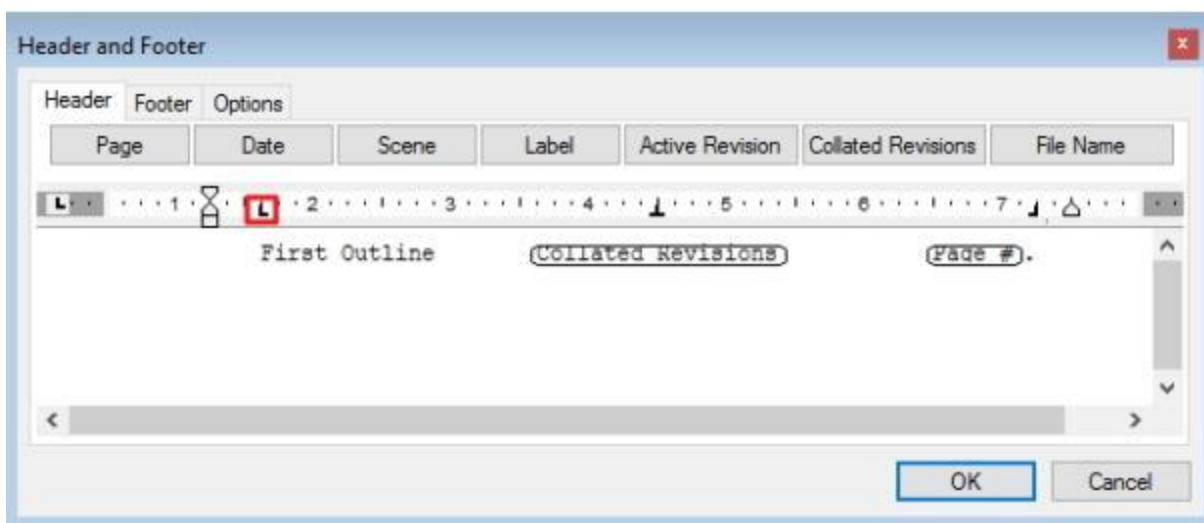 Header and Footer
Header Footer Options
Page Date Scene Label Active Revision Collated Revisions File Name
L 1 L 2 3 4 5 6 7
First Outline Collated Revisions Page #.
OK Cancel